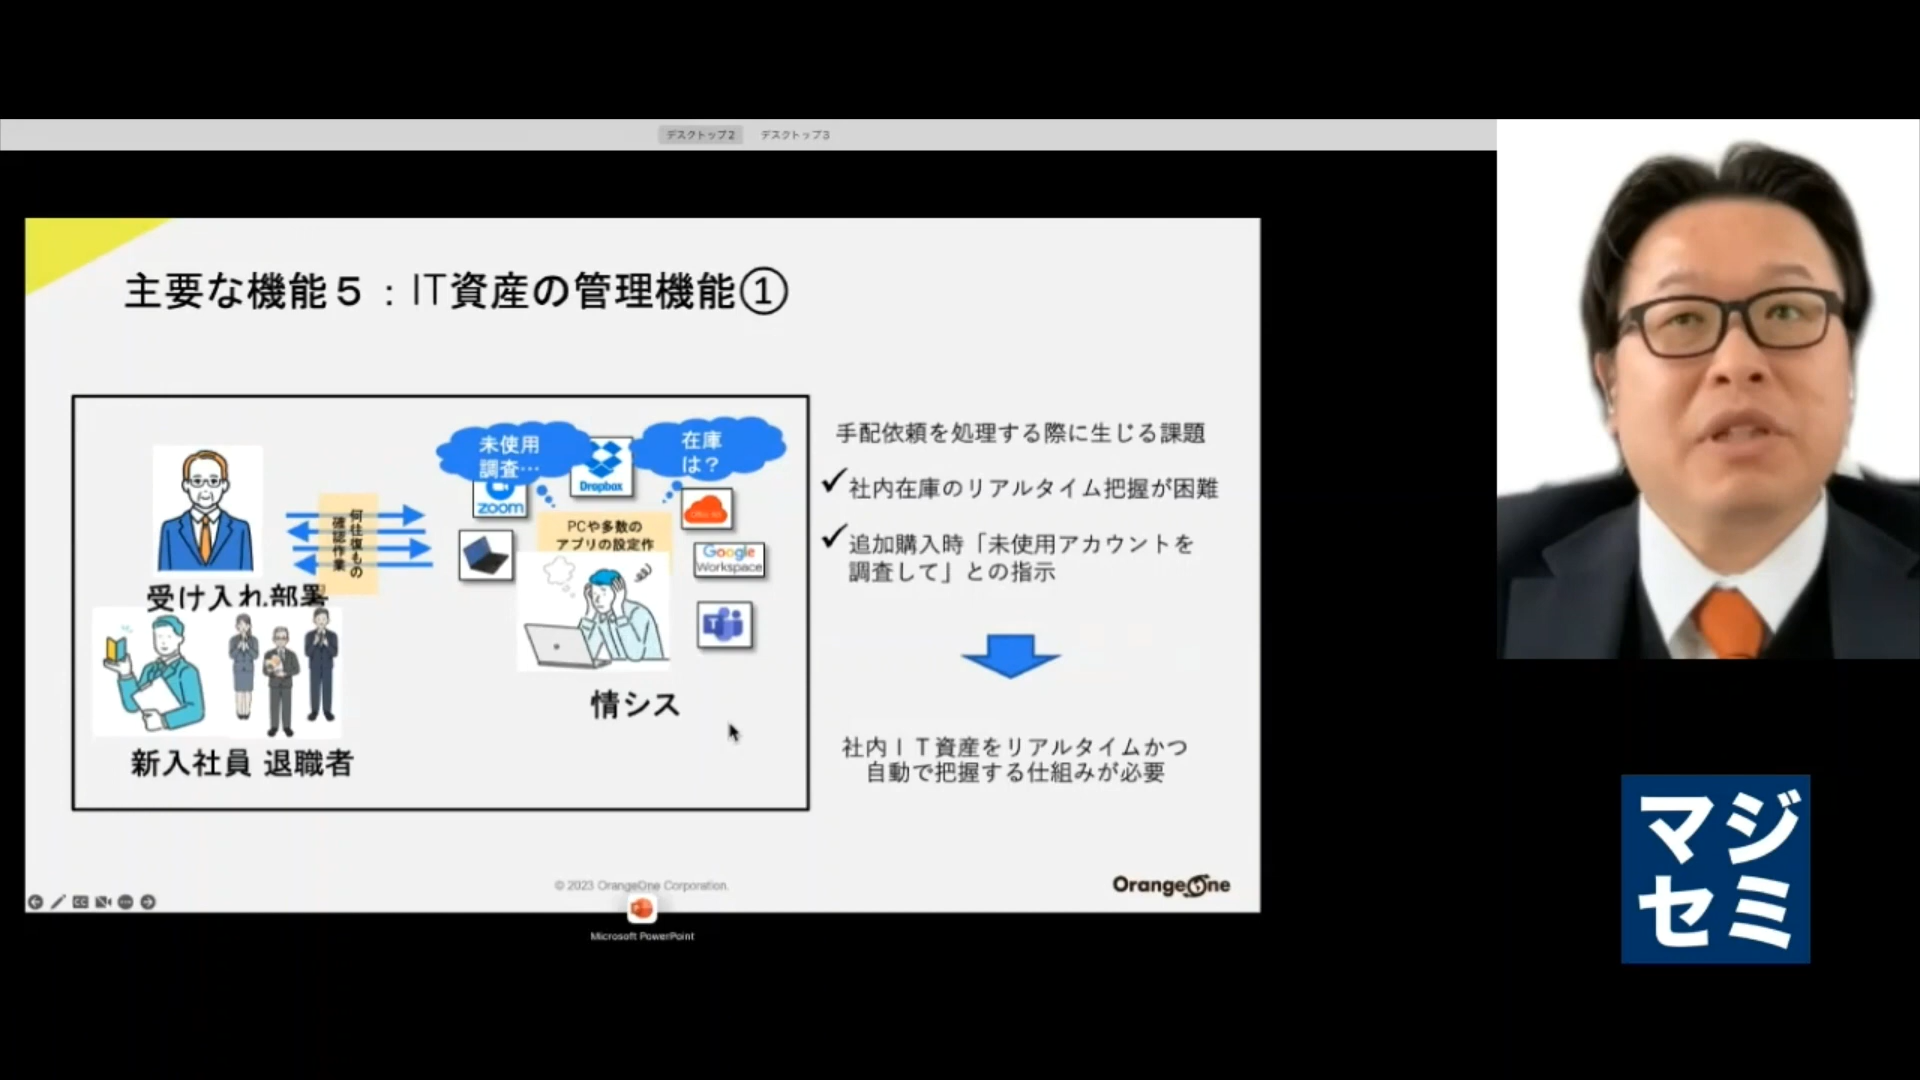 デスクトップ2 デスクトップ3
主要な機能５：IT資産の管理機能①
未使用
調査…
在庫
は？
Dropbox
zoom
PCや多数の
アプリの設定作
Google
Workspace
何往復もの
確認作業
受け入れ部署
情シス
新入社員 退職者
手配依頼を処理する際に生じる課題
社内在庫のリアルタイム把握が困難
追加購入時「未使用アカウントを
調査して」との指示
社内ＩＴ資産をリアルタイムかつ
自動で把握する仕組みが必要
© 2023 OrangeOne Corporation.
OrangeOne
Microsoft PowerPoint
マジ
セミ